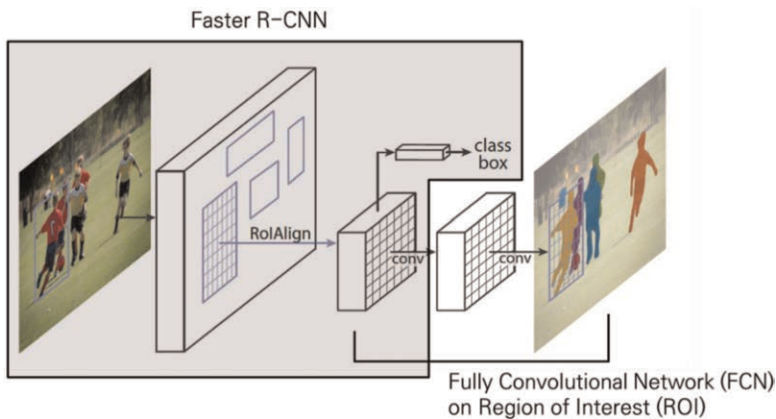 Faster R-CNN
class
box
RoIAlign
conv
conv
Fully Convolutional Network (FCN)
on Region of Interest (ROI)